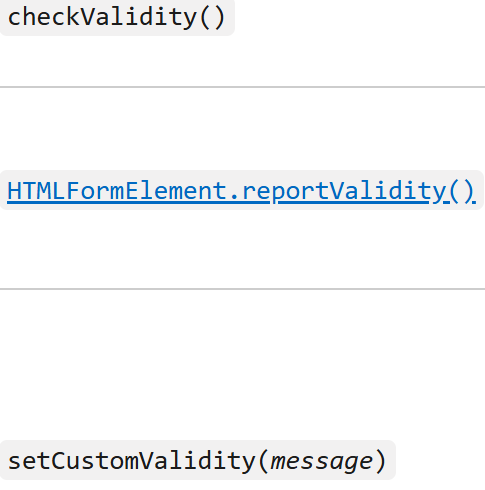 checkValidity()
HTMLFormElement.reportValidity()
setCustomValidity(message)